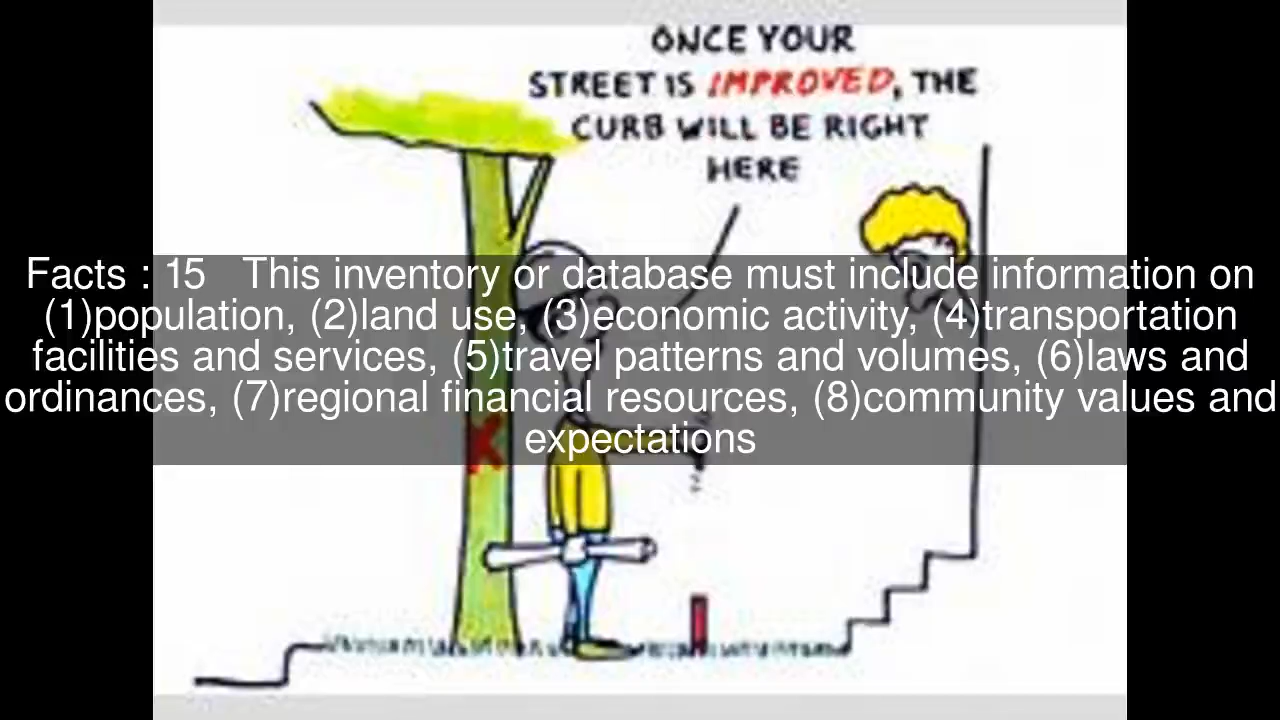 ONCE YOUR
STREET IS IMPROVED, THE
CURB WILL BE RIGHT
HERE
Facts : 15 This inventory or database must include information on
(1)population, (2)land use, (3)economic activity, (4)transportation
facilities and services, (5)travel patterns and volumes, (6)laws and
ordinances, (7)regional financial resources, (8)community values and
expectations
X